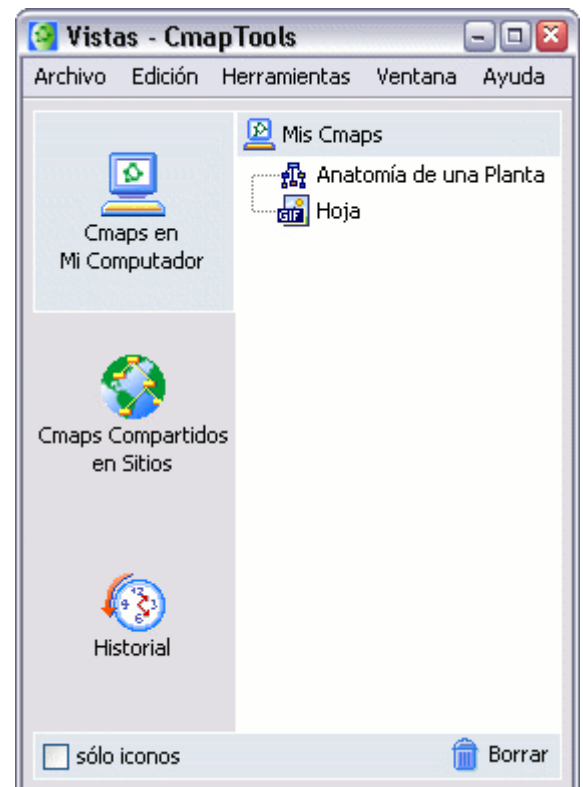 Vistas - CmapTools
Archivo Edición Herramientas Ventana Ayuda
Cmaps en
Mi Computador
Cmaps Compartidos
en Sitios
Historial
Mis Cmaps
Anatomía de una Planta
GIF Hoja
sólo iconos
Borrar